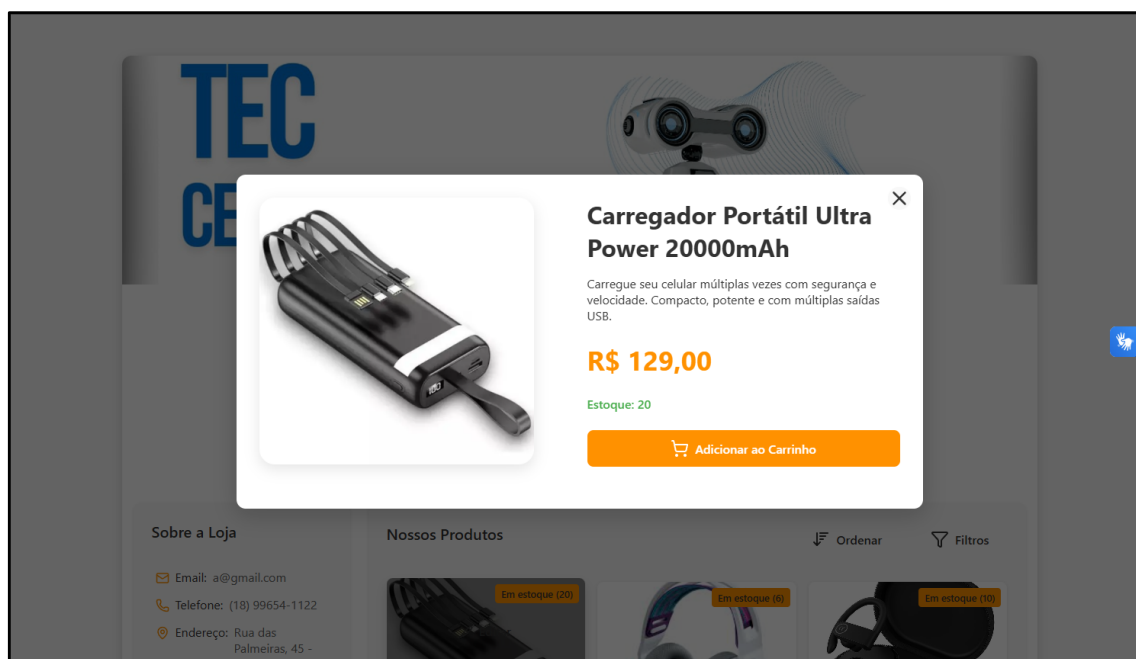 TEC
CE
Carregador Portátil Ultra
Power 20000mAh
Carregue seu celular múltiplas vezes com segurança e
velocidade. Compacto, potente e com múltiplas saídas
USB.
R$ 129,00
Estoque: 20
Adicionar ao Carrinho
Sobre a Loja
Email: a@gmail.com
Telefone: (18) 99654-1122
Endereço: Rua das
Palmeiras, 45 -
Nossos Produtos
Ordenar
Filtros
Em estoque (20)
Em estoque (6)
Em estoque (10)